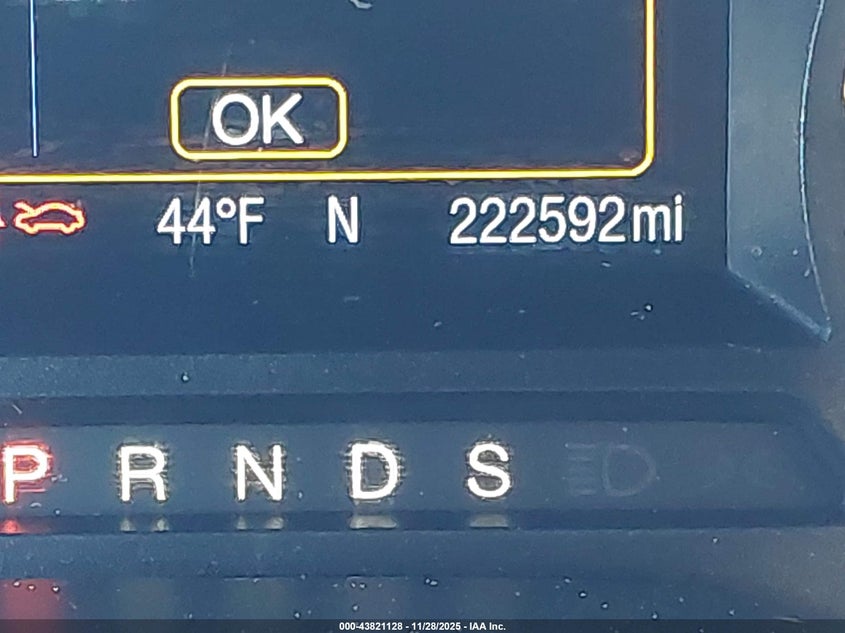 OK
44°F N 222592mi
P R N D S
000-43821128 - 11/28/2025 - IAA Inc.